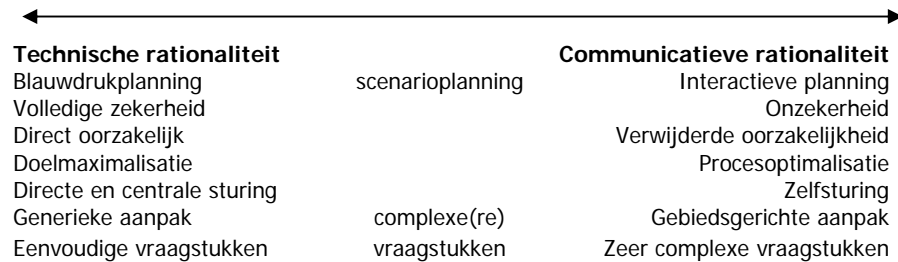 Technische rationaliteit Communicatieve rationaliteit
Blauwdrukplanning scenarioplanning Interactieve planning
Volledige zekerheid Onzekerheid
Direct oorzakelijk Verwijderde oorzakelijkheid
Doelmaximalisatie Procesoptimalisatie
Directe en centrale sturing Zelfsturing
Generieke aanpak complexe(re) Gebiedsgerichte aanpak
Eenvoudige vraagstukken vraagstukken Zeer complexe vraagstukken